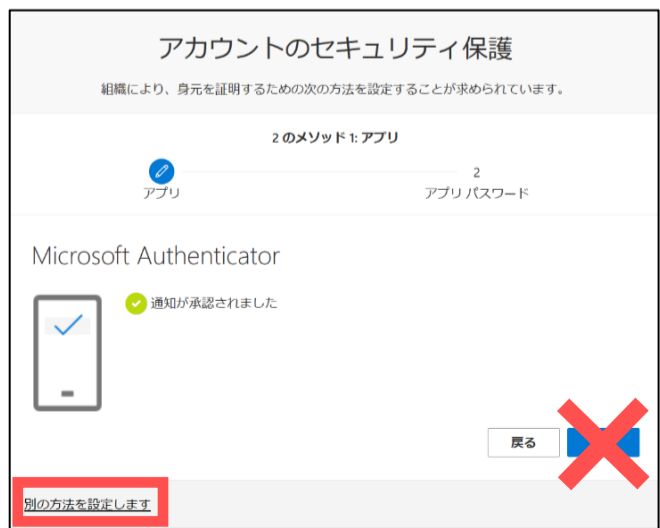 アカウントのセキュリティ保護
組織により、身元を証明するための次の方法を設定することが求められています。
2 のメソッド 1: アプリ
2
アプリ
アプリ パスワード
Microsoft Authenticator
通知が承認されました
戻る
別の方法を設定します